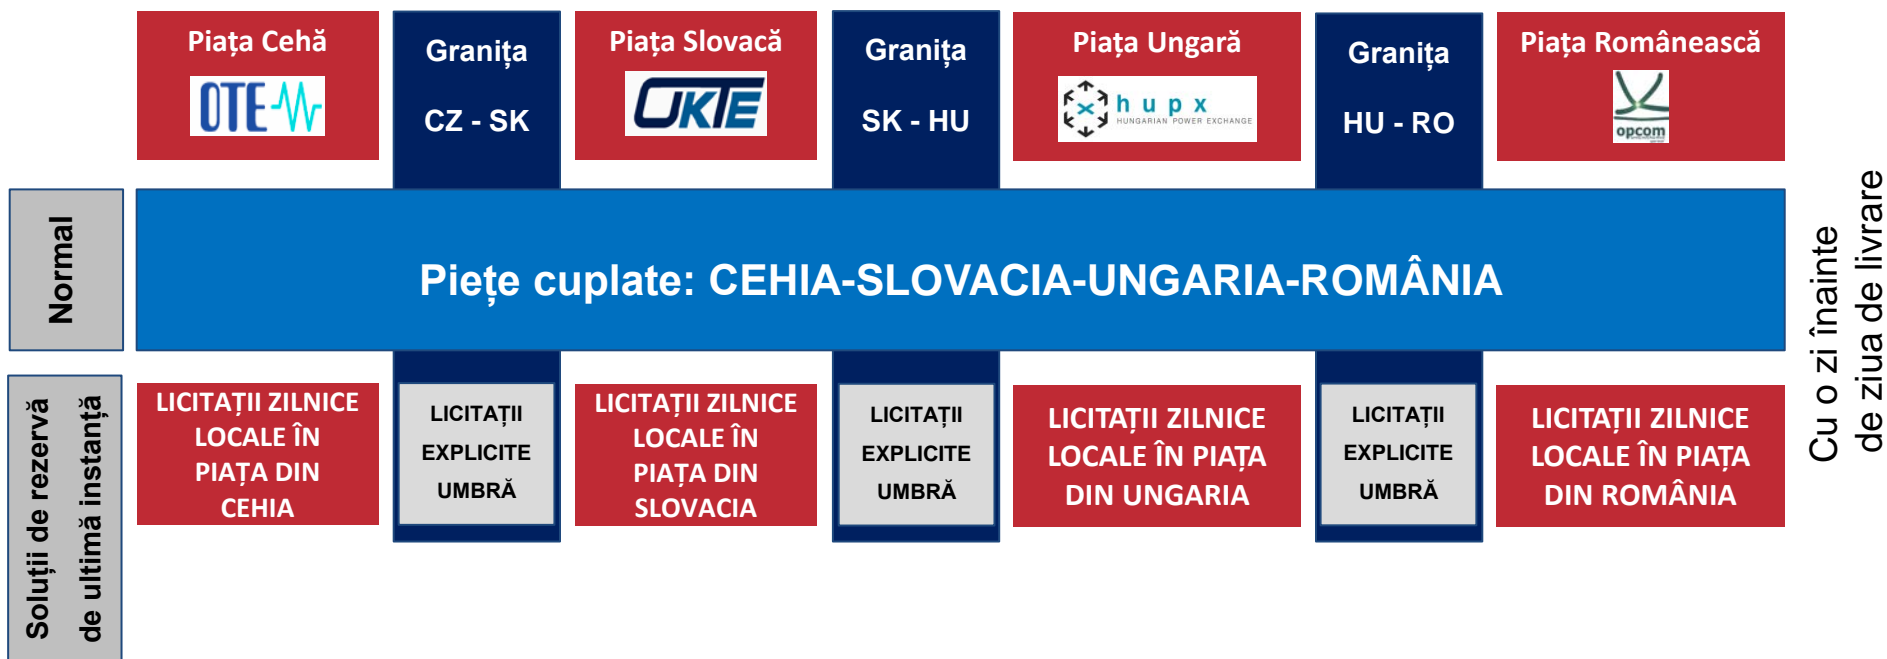 Piața Cehă
OTE
Granița
CZ - SK
Piața Slovacă
OKTE
Granița
SK - HU
Piața Ungară
hupx
HUNGARIAN POWER EXCHANGE
Granița
HU - RO
Piața Românească
opcom
Normal
Piețe cuplate: CEHIA-SLOVACIA-UNGARIA-ROMÂNIA
Cu o zi înainte
de ziua de livrare
Soluții de rezervă
de ultimă instanță
LICITAȚII ZILNICE
LOCALE ÎN
PIAȚA DIN
CEHIA
LICITAȚII
EXPLICITE
UMBRĂ
LICITAȚII ZILNICE
LOCALE ÎN
PIAȚA DIN
SLOVACIA
LICITAȚII
EXPLICITE
UMBRĂ
LICITAȚII ZILNICE
LOCALE ÎN PIAȚA
DIN UNGARIA
LICITAȚII
EXPLICITE
UMBRĂ
LICITAȚII ZILNICE
LOCALE ÎN PIAȚA
DIN ROMÂNIA